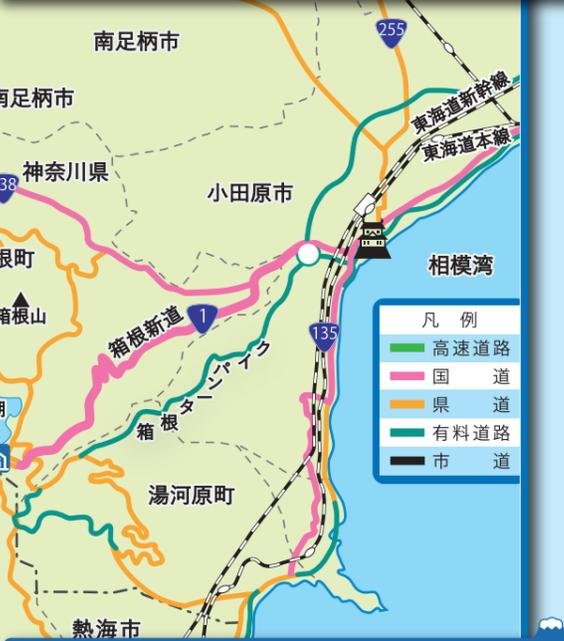 南足柄市
255
南足柄市
東海道新幹線
東海道本線
神奈川県
38
小田原市
根町
相模湾
箱根山
箱根新道
1
135
箱根ターンパイク
湖
湯河原町
熱海市
凡 例
高速道路
国 道
県 道
有料道路
市 道